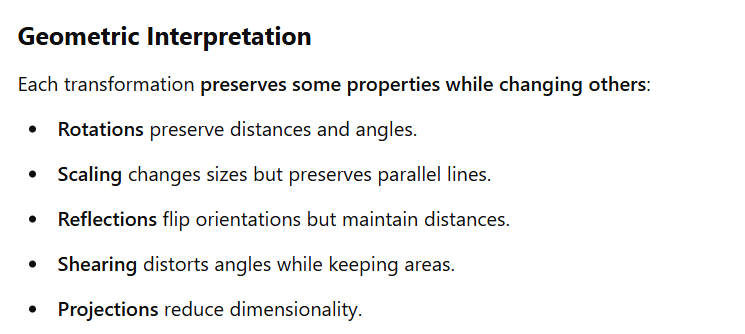 Geometric Interpretation
Each transformation preserves some properties while changing others:
• Rotations preserve distances and angles.
• Scaling changes sizes but preserves parallel lines.
• Reflections flip orientations but maintain distances.
• Shearing distorts angles while keeping areas.
• Projections reduce dimensionality.